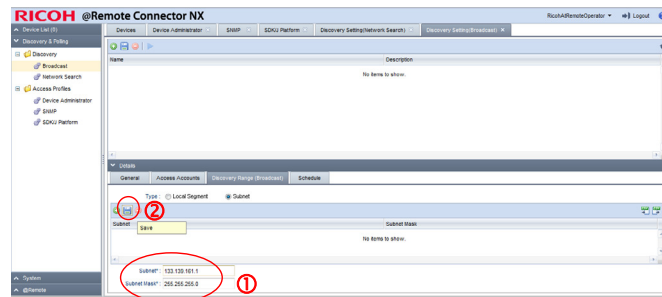 RICOH @Remote Connector NX
RicohAtRemoteOperator Logout
Device List (5)
Devices Device Administrator SNMP SDK/J Platform Discovery Setting(Network Search) Discovery Setting(Broadcast)
Discovery & Polling
Discovery
Broadcast
Network Search
Access Profiles
Device Administrator
SNMP
SDK/J Platform
System
@Remote
Name Description
No items to show.
Details
General Access Accounts Discovery Range (Broadcast) Schedule
Type : Local Segment Subnet
②
Save
Subnet Subnet Mask
No items to show.
Subnet* : 133.139.161.1
Subnet Mask* : 255.255.255.0
①